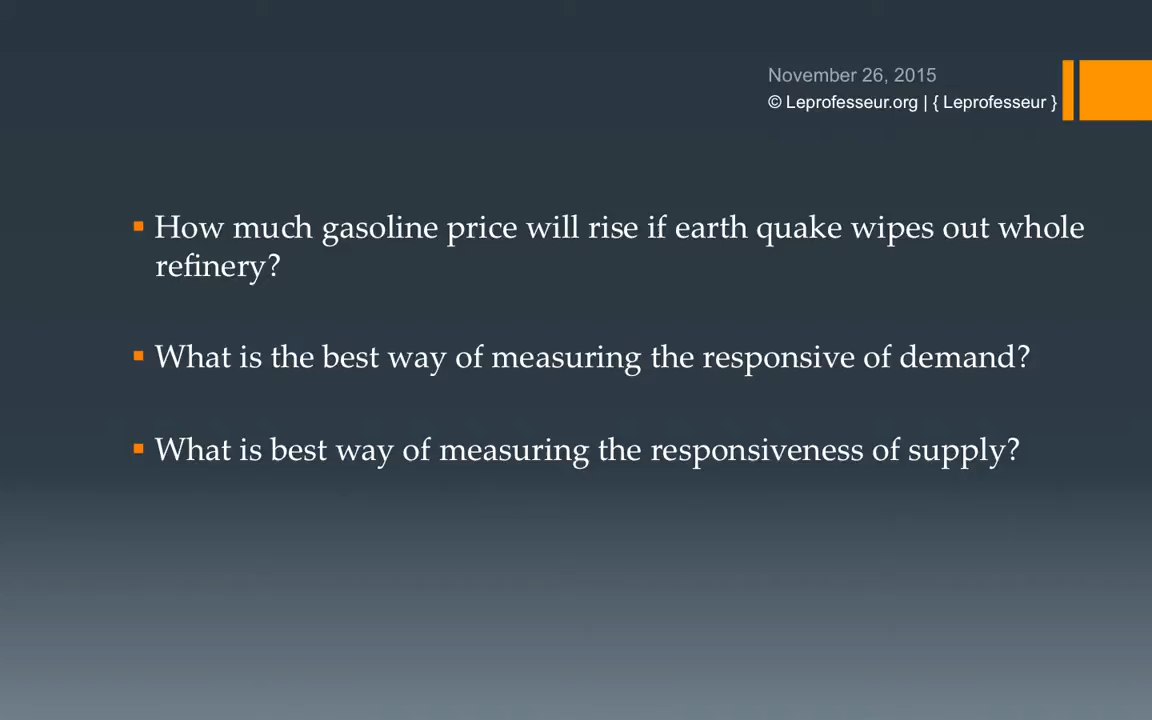 November 26, 2015
© Leprofesseur.org | { Leprofesseur }
How much gasoline price will rise if earth quake wipes out whole
refinery?
What is the best way of measuring the responsive of demand?
What is best way of measuring the responsiveness of supply?